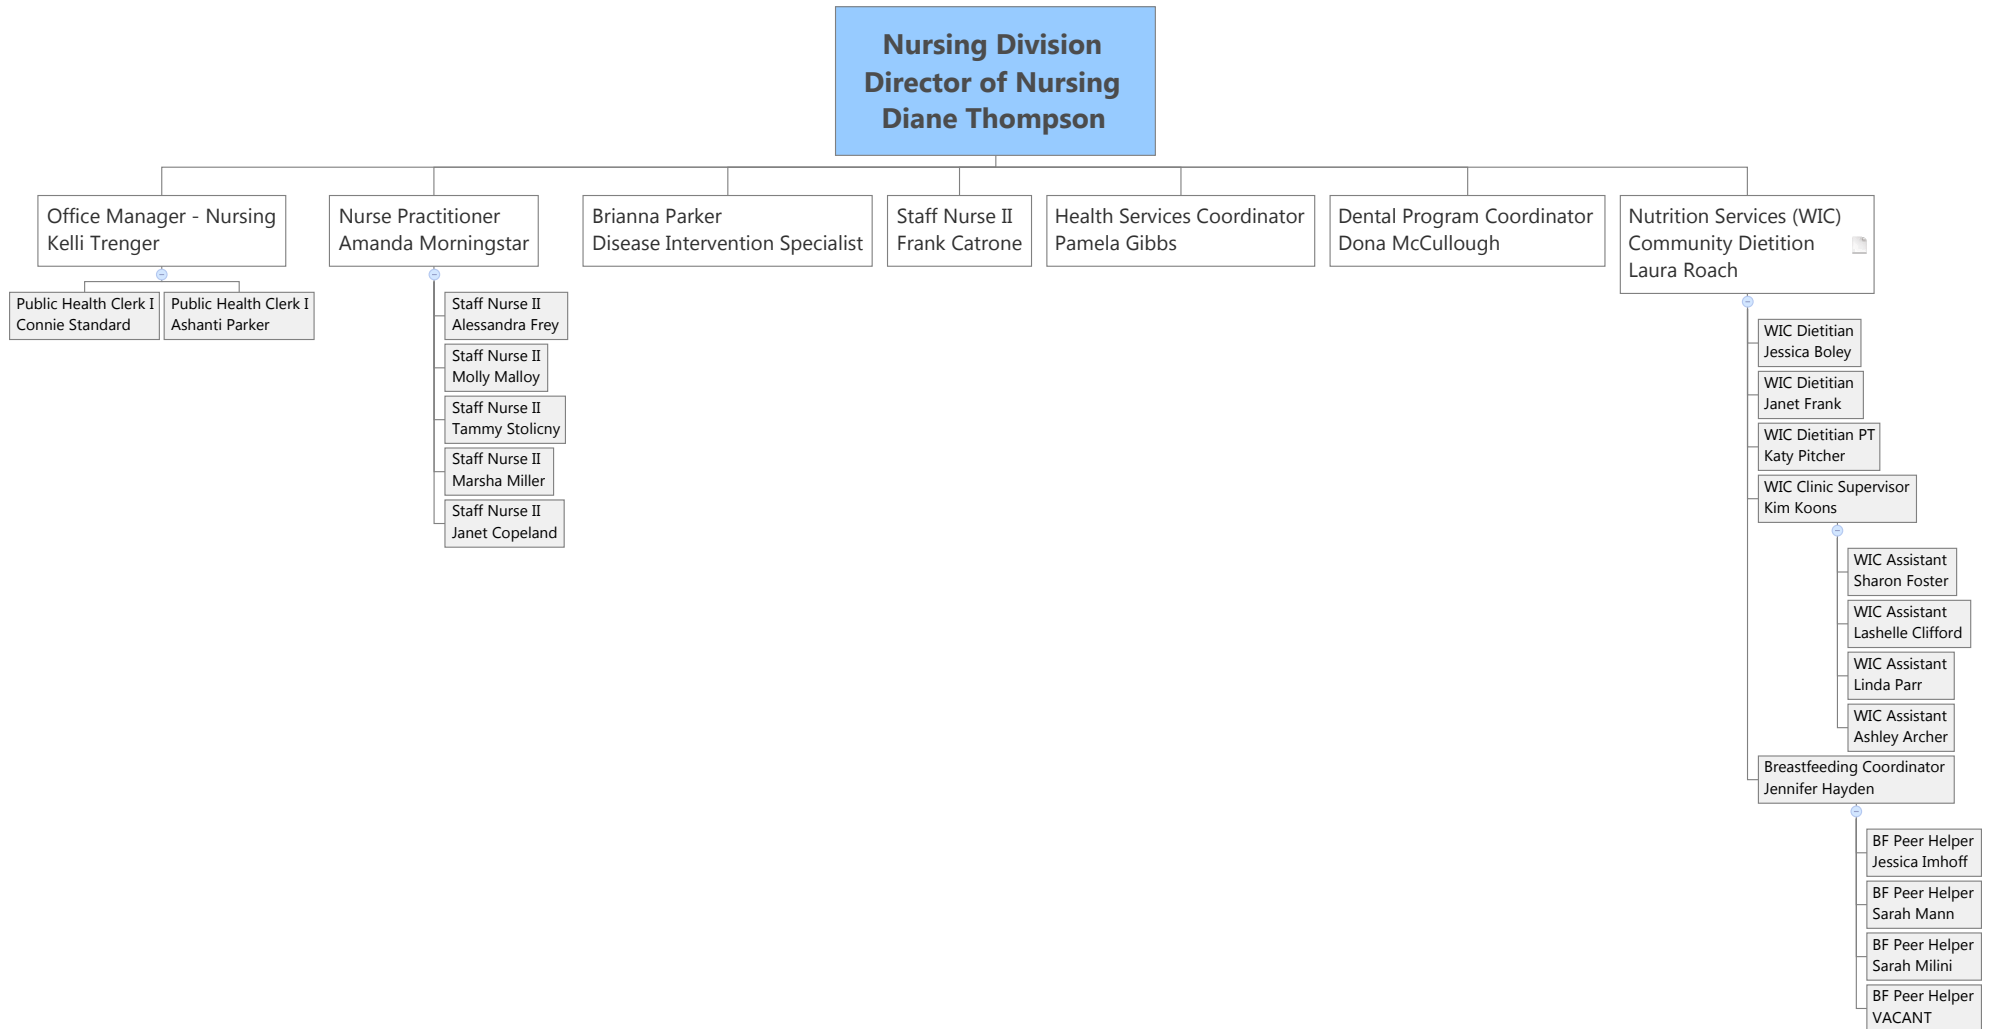 Nursing Division
Director of Nursing
Diane Thompson
Office Manager - Nursing
Kelli Trenger
Public Health Clerk I
Connie Standard
Public Health Clerk I
Ashanti Parker
Nurse Practitioner
Amanda Morningstar
Staff Nurse II
Alessandra Frey
Staff Nurse II
Molly Malloy
Staff Nurse II
Tammy Stolicny
Staff Nurse II
Marsha Miller
Staff Nurse II
Janet Copeland
Brianna Parker
Disease Intervention Specialist
Staff Nurse II
Frank Catrone
Health Services Coordinator
Pamela Gibbs
Dental Program Coordinator
Dona McCullough
Nutrition Services (WIC)
Community Dietition
Laura Roach
WIC Dietitian
Jessica Boley
WIC Dietitian
Janet Frank
WIC Dietitian PT
Katy Pitcher
WIC Clinic Supervisor
Kim Koons
WIC Assistant
Sharon Foster
WIC Assistant
Lashelle Clifford
WIC Assistant
Linda Parr
WIC Assistant
Ashley Archer
Breastfeeding Coordinator
Jennifer Hayden
BF Peer Helper
Jessica Imhoff
BF Peer Helper
Sarah Mann
BF Peer Helper
Sarah Milini
BF Peer Helper
VACANT